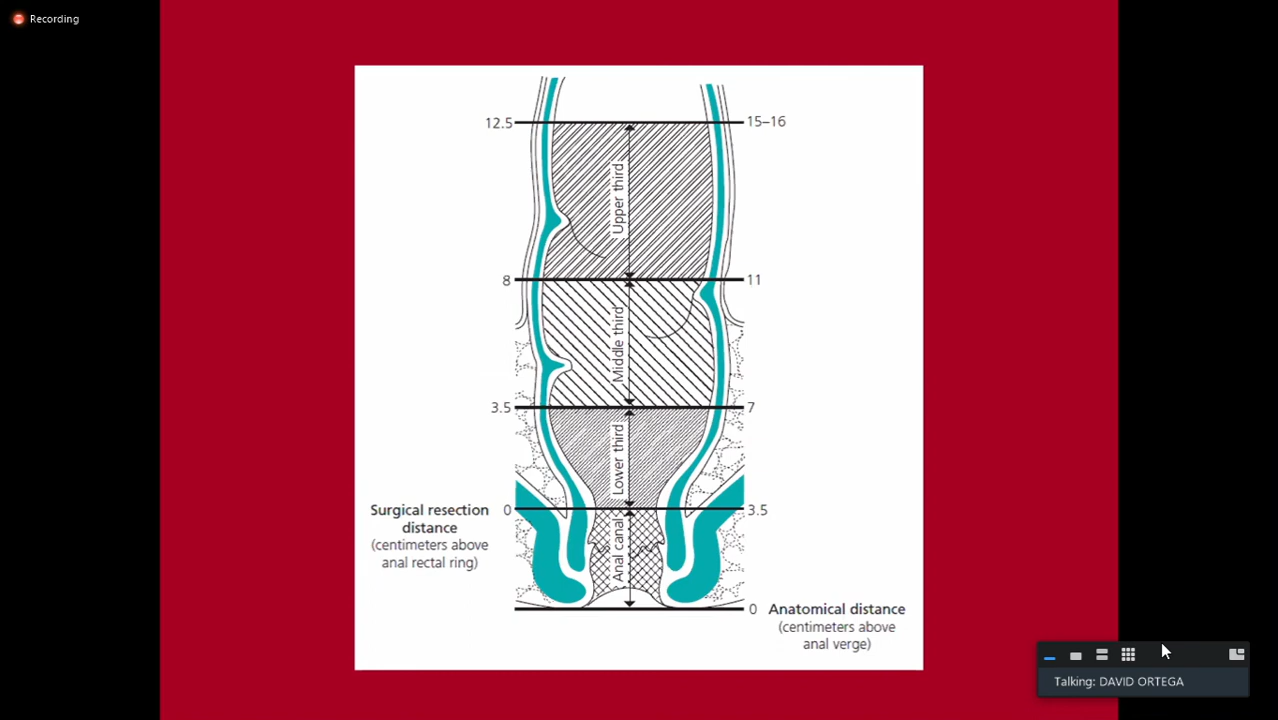 Recording
12.5
15–16
Upper third
8
11
Middle third
3.5
7
Lower third
Surgical resection
distance
(centimeters above
anal rectal ring)
0
3.5
Anal canal
0
Anatomical distance
(centimeters above
anal verge)
Talking: DAVID ORTEGA